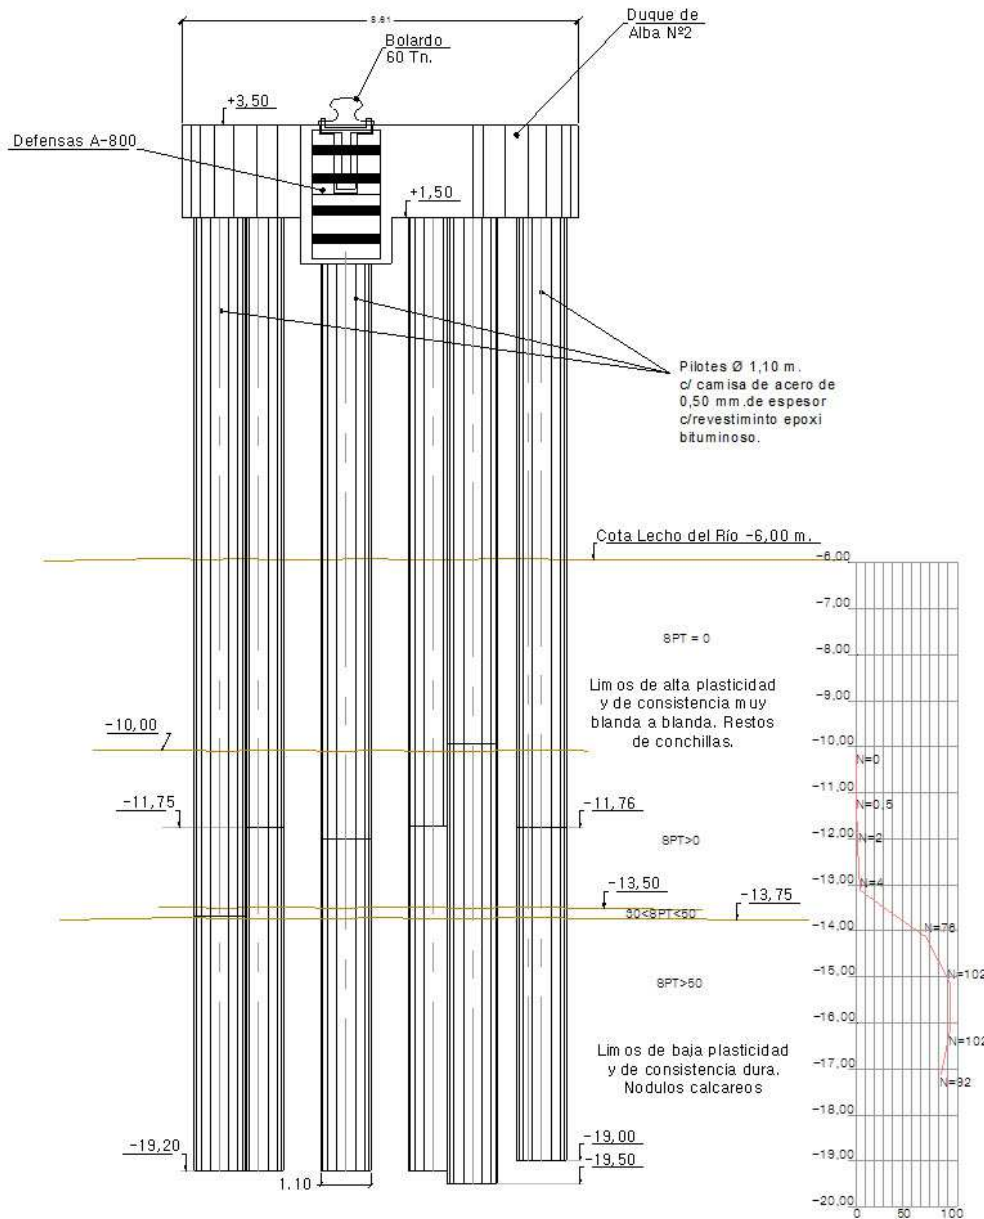 8.61
Duque de
Alba Nº2
Bolardo
60 Tn.
+3,50
Defensas A-800
+1,50
Pilotes Ø 1,10 m.
c/ camisa de acero de
0,50 mm.de espesor
c/revestiminto epoxi
bituminoso.
Cota Lecho del Río -6,00 m.
-6,00
-7,00
SPT = 0
-8,00
Limos de alta plasticidad
y de consistencia muy
blanda a blanda. Restos
de conchillas.
-9,00
-10,00
-10,00
N=0
-11,00
-11,75
-11,76
N=0,5
-12,00
SPT>0
N=2
-13,00
N=4
-13,50
-13,75
30<SPT<50
-14,00
N=76
-15,00
SPT>50
N=102
-16,00
N=102
Limos de baja plasticidad
y de consistencia dura.
Nodulos calcareos
-17,00
N=92
-18,00
-19,20
-19,00
-19,50
-19,00
1.10
-20,00
0
50
100